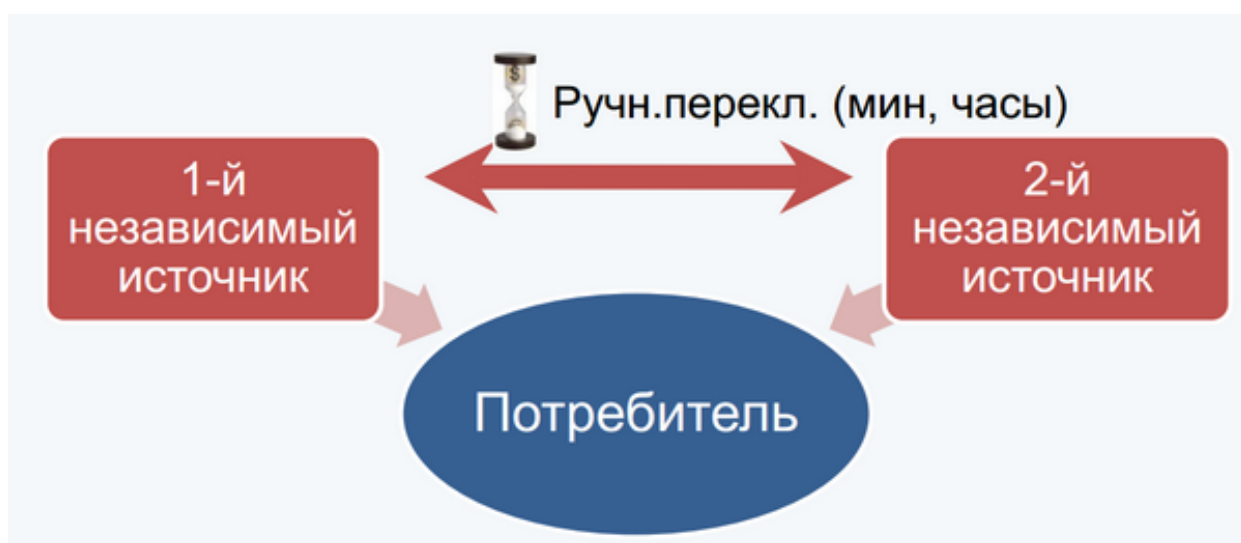 Ручн.перекл. (мин, часы)
1-й
независимый
источник
2-й
независимый
источник
Потребитель